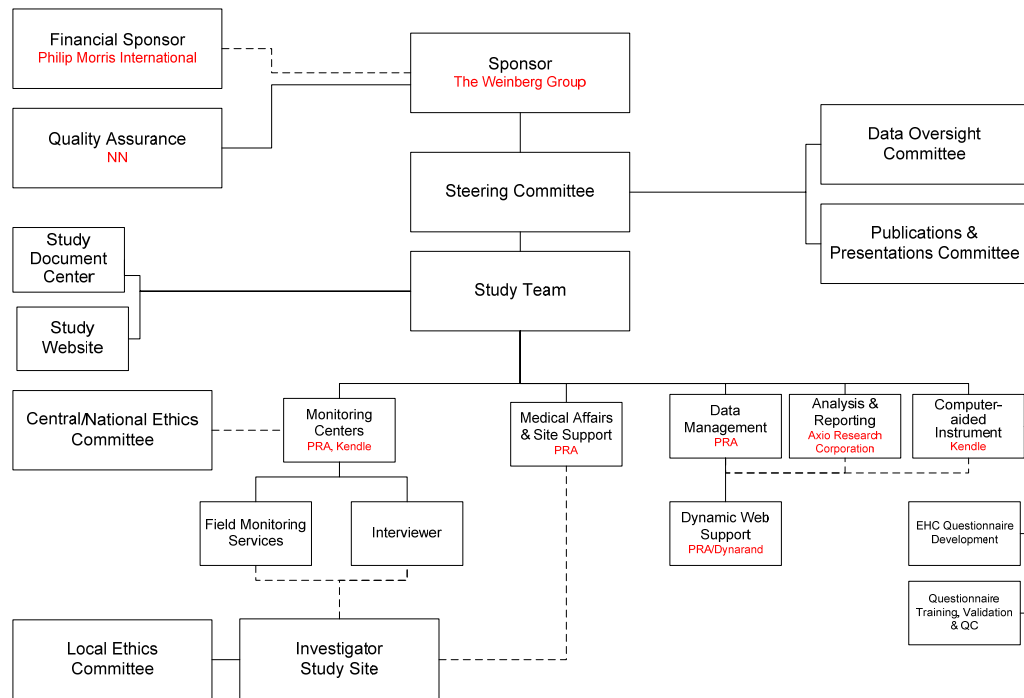 Financial Sponsor
Philip Morris International
Sponsor
The Weinberg Group
Quality Assurance
NN
Data Oversight
Committee
Steering Committee
Publications &
Presentations Committee
Study
Document
Center
Study Team
Study
Website
Central/National Ethics
Committee
Monitoring
Centers
PRA, Kendle
Medical Affairs
& Site Support
PRA
Data
Management
PRA
Analysis &
Reporting
Axio Research
Corporation
Computer-
aided
Instrument
Kendle
Field Monitoring
Services
Interviewer
Dynamic Web
Support
PRA/Dynarand
EHC Questionnaire
Development
Questionnaire
Training, Validation
& QC
Local Ethics
Committee
Investigator
Study Site